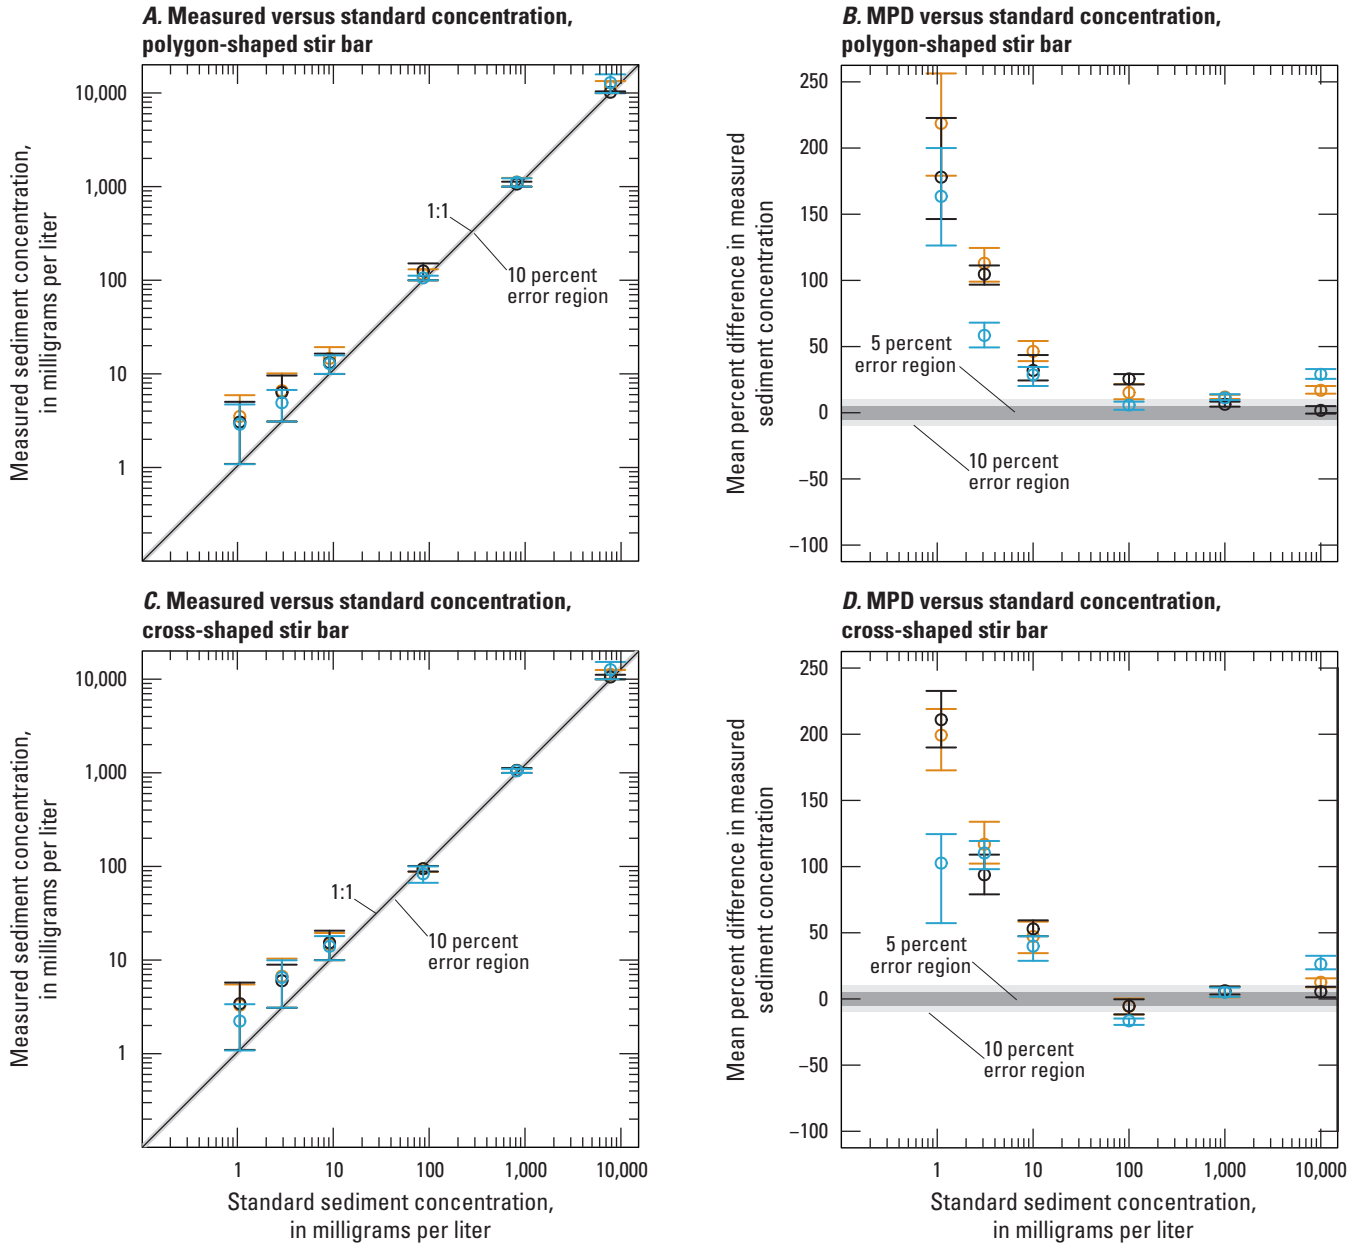 A. Measured versus standard concentration,
polygon-shaped stir bar
Measured sediment concentration,
in milligrams per liter
10,000
1,000
100
10
1
1:1
10 percent
error region
B. MPD versus standard concentration,
polygon-shaped stir bar
Mean percent difference in measured
sediment concentration
250
200
150
100
50
0
–50
–100
5 percent
error region
10 percent
error region
C. Measured versus standard concentration,
cross-shaped stir bar
Measured sediment concentration,
in milligrams per liter
10,000
1,000
100
10
1
1:1
10 percent
error region
1 10 100 1,000 10,000
Standard sediment concentration,
in milligrams per liter
D. MPD versus standard concentration,
cross-shaped stir bar
Mean percent difference in measured
sediment concentration
250
200
150
100
50
0
–50
–100
5 percent
error region
10 percent
error region
1 10 100 1,000 10,000
Standard sediment concentration,
in milligrams per liter